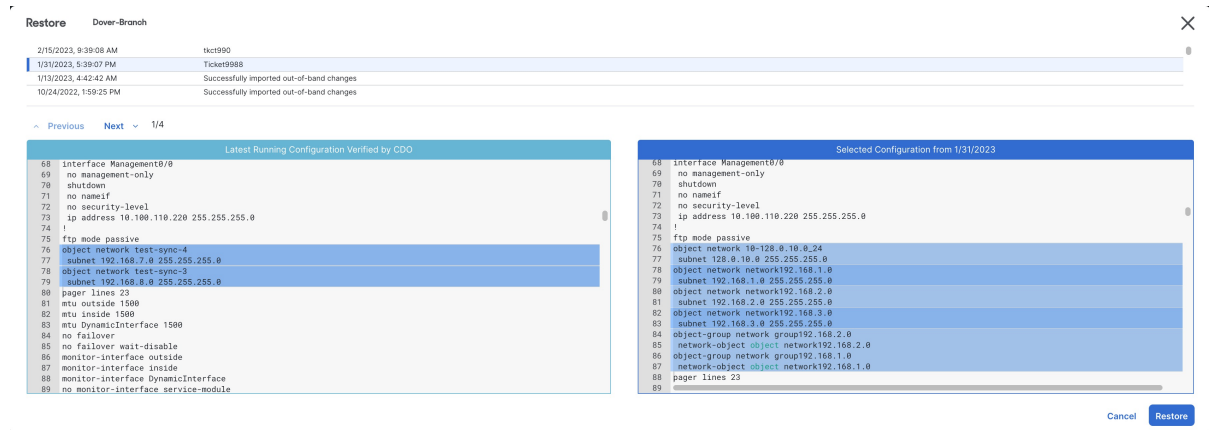 Restore Dover-Branch
2/15/2023, 9:39:08 AM tkct990
1/31/2023, 5:39:07 PM Ticket9988
1/13/2023, 4:42:42 AM Successfully imported out-of-band changes
10/24/2022, 1:59:25 PM Successfully imported out-of-band changes
Previous Next 1/4
Latest Running Configuration Verified by CDO
68 interface Management0/0
69 no management-only
70 shutdown
71 no nameif
72 no security-level
73 ip address 10.100.110.220 255.255.255.0
74 !
75 ftp mode passive
76 object network test-sync-4
77 subnet 192.168.7.0 255.255.255.0
78 object network test-sync-3
79 subnet 192.168.8.0 255.255.255.0
80 pager lines 23
81 mtu outside 1500
82 mtu inside 1500
83 mtu DynamicInterface 1500
84 no failover
85 no failover wait-disable
86 monitor-interface outside
87 monitor-interface inside
88 monitor-interface DynamicInterface
89 no monitor-interface service-module
Selected Configuration from 1/31/2023
68 interface Management0/0
69 no management-only
70 shutdown
71 no nameif
72 no security-level
73 ip address 10.100.110.220 255.255.255.0
74 !
75 ftp mode passive
76 object network 10-128.0.10.0_24
77 subnet 128.0.10.0 255.255.255.0
78 object network network192.168.1.0
79 subnet 192.168.1.0 255.255.255.0
80 object network network192.168.2.0
81 subnet 192.168.2.0 255.255.255.0
82 object network network192.168.3.0
83 subnet 192.168.3.0 255.255.255.0
84 object-group network group192.168.2.0
85 network-object object network192.168.2.0
86 object-group network group192.168.1.0
87 network-object object network192.168.1.0
88 pager lines 23
89
Cancel Restore